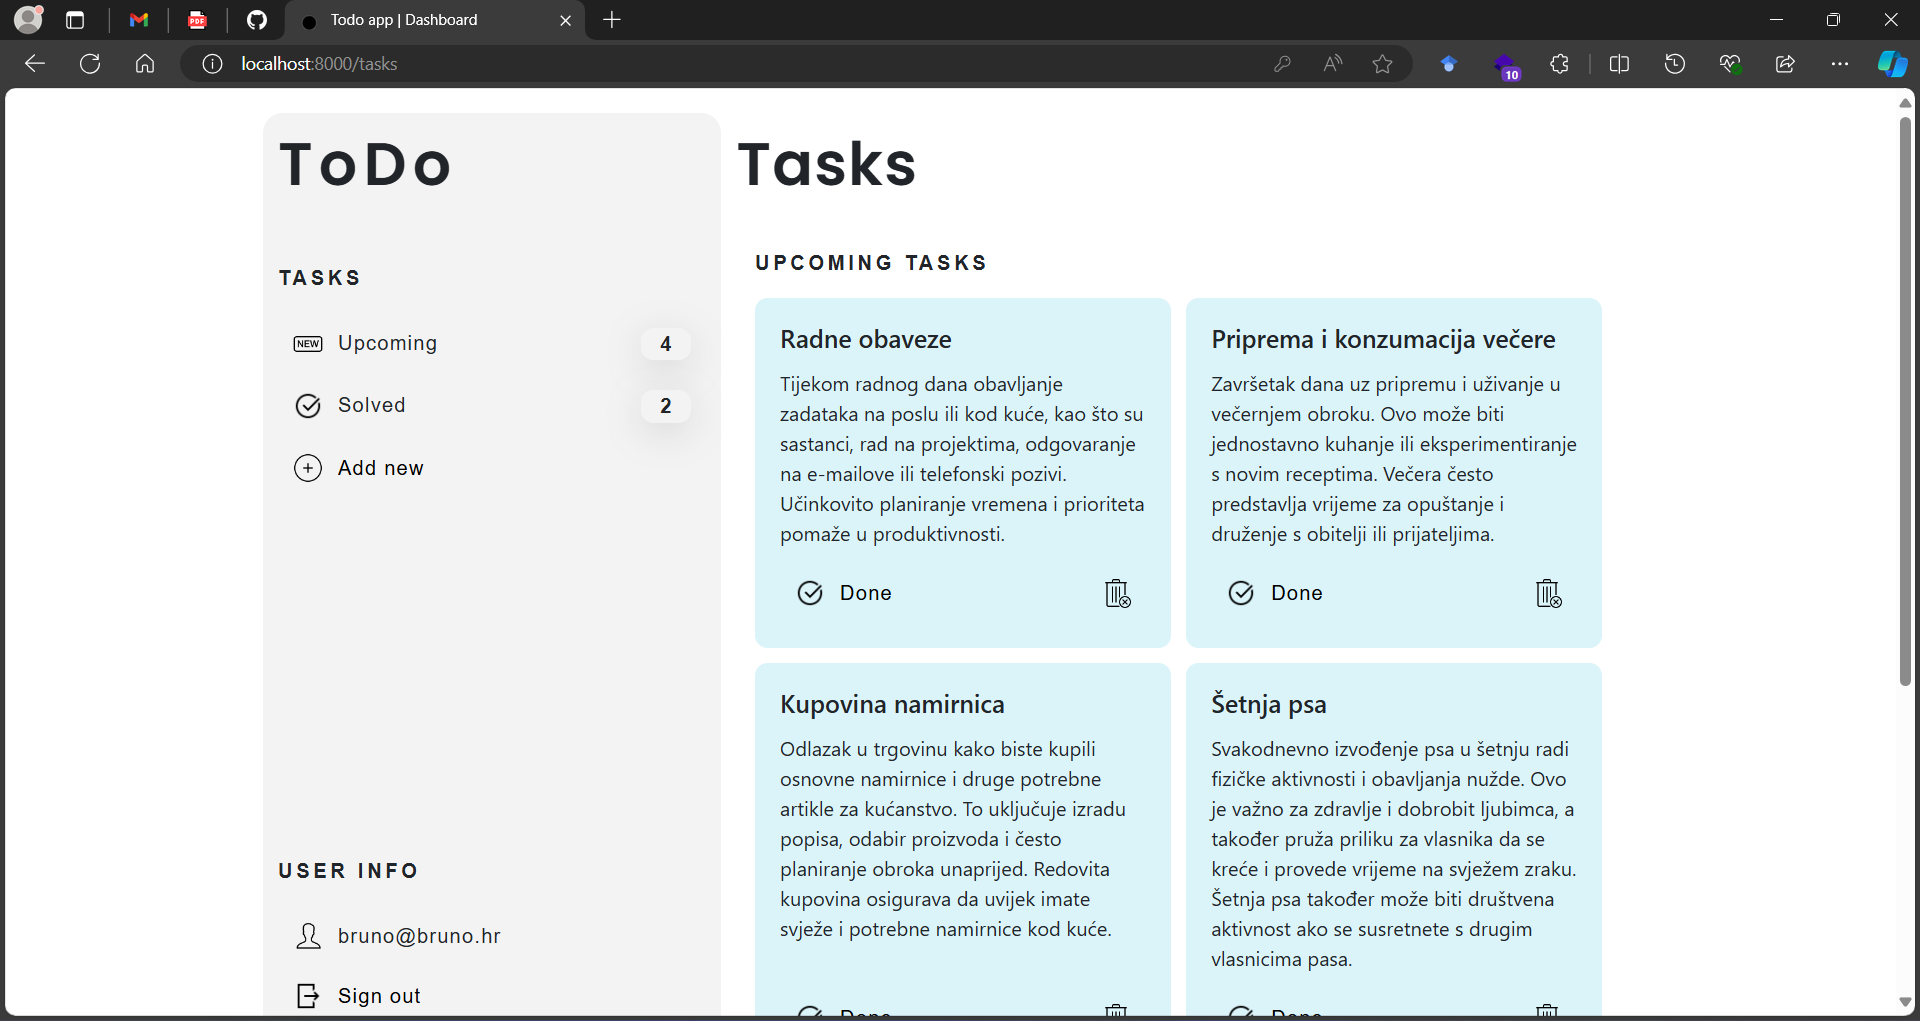 Todo app | Dashboard
localhost:8000/tasks
10
ToDo
TASKS
NEW Upcoming 4
Solved 2
Add new
USER INFO
bruno@bruno.hr
Sign out
Tasks
UPCOMING TASKS
Radne obaveze
Tijekom radnog dana obavljanje
zadataka na poslu ili kod kuće, kao što su
sastanci, rad na projektima, odgovaranje
na e-mailove ili telefonski pozivi.
Učinkovito planiranje vremena i prioriteta
pomaže u produktivnosti.
Done
Priprema i konzumacija večere
Završetak dana uz pripremu i uživanje u
večernjem obroku. Ovo može biti
jednostavno kuhanje ili eksperimentiranje
s novim receptima. Večera često
predstavlja vrijeme za opuštanje i
druženje s obitelji ili prijateljima.
Done
Kupovina namirnica
Odlazak u trgovinu kako biste kupili
osnovne namirnice i druge potrebne
artikle za kućanstvo. To uključuje izradu
popisa, odabir proizvoda i često
planiranje obroka unaprijed. Redovita
kupovina osigurava da uvijek imate
svježe i potrebne namirnice kod kuće.
Done
Šetnja psa
Svakodnevno izvođenje psa u šetnju radi
fizičke aktivnosti i obavljanja nužde. Ovo
je važno za zdravlje i dobrobit ljubimca, a
također pruža priliku za vlasnika da se
kreće i provede vrijeme na svježem zraku.
Šetnja psa također može biti društvena
aktivnost ako se susretnete s drugim
vlasnicima pasa.
Done